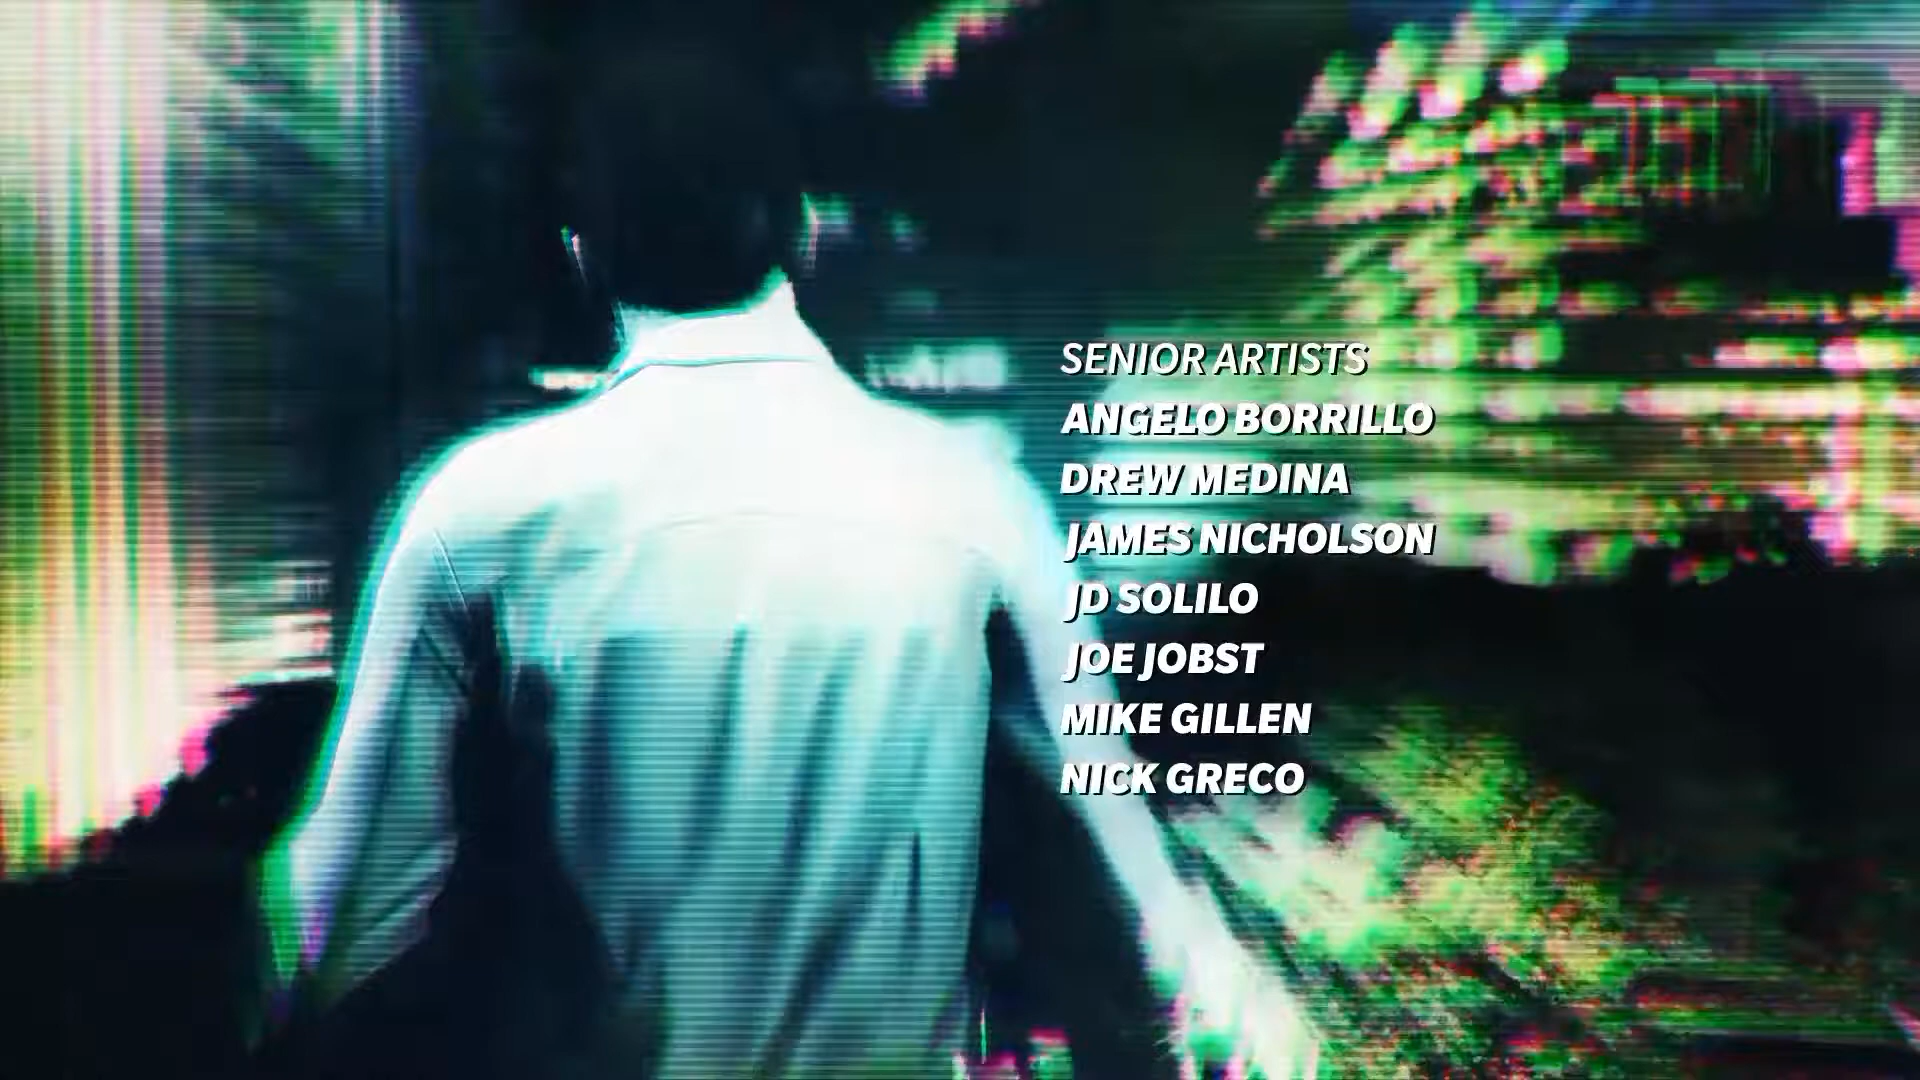 SENIOR ARTISTS
ANGELO BORRILLO
DREW MEDINA
JAMES NICHOLSON
JD SOLILO
JOE JOBST
MIKE GILLEN
NICK GRECO